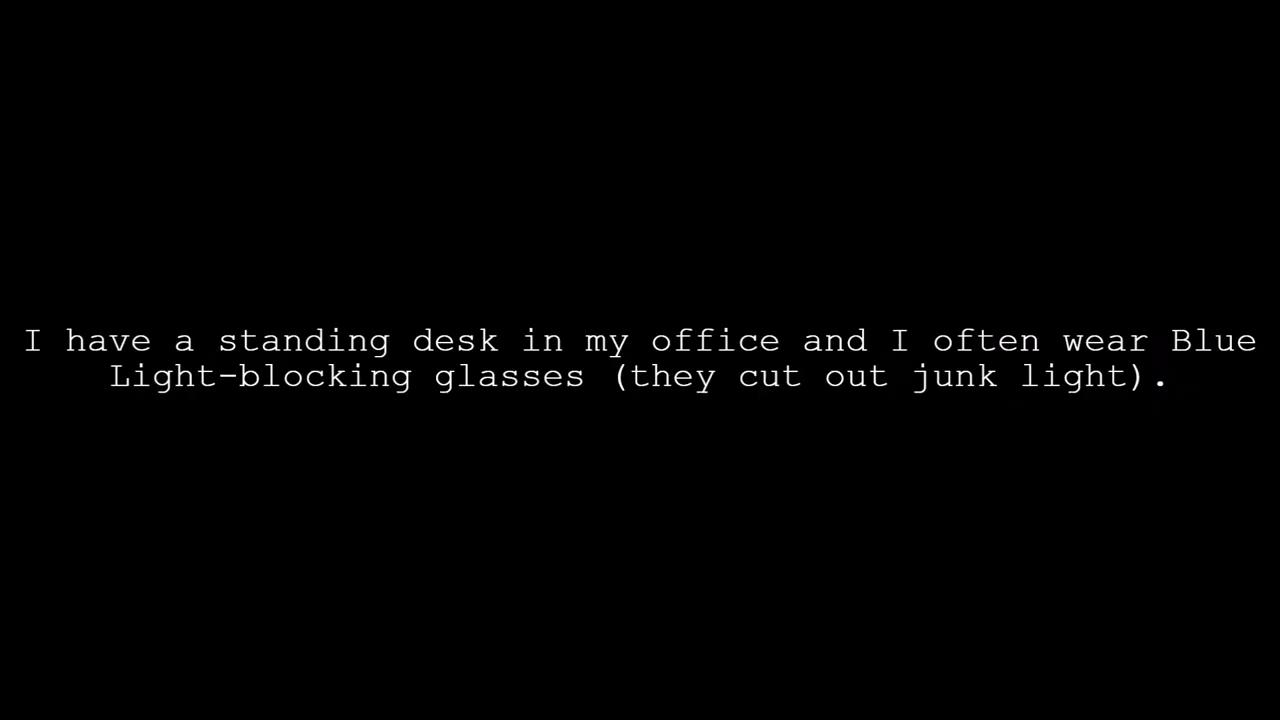 I have a standing desk in my office and I often wear Blue
Light-blocking glasses (they cut out junk light).